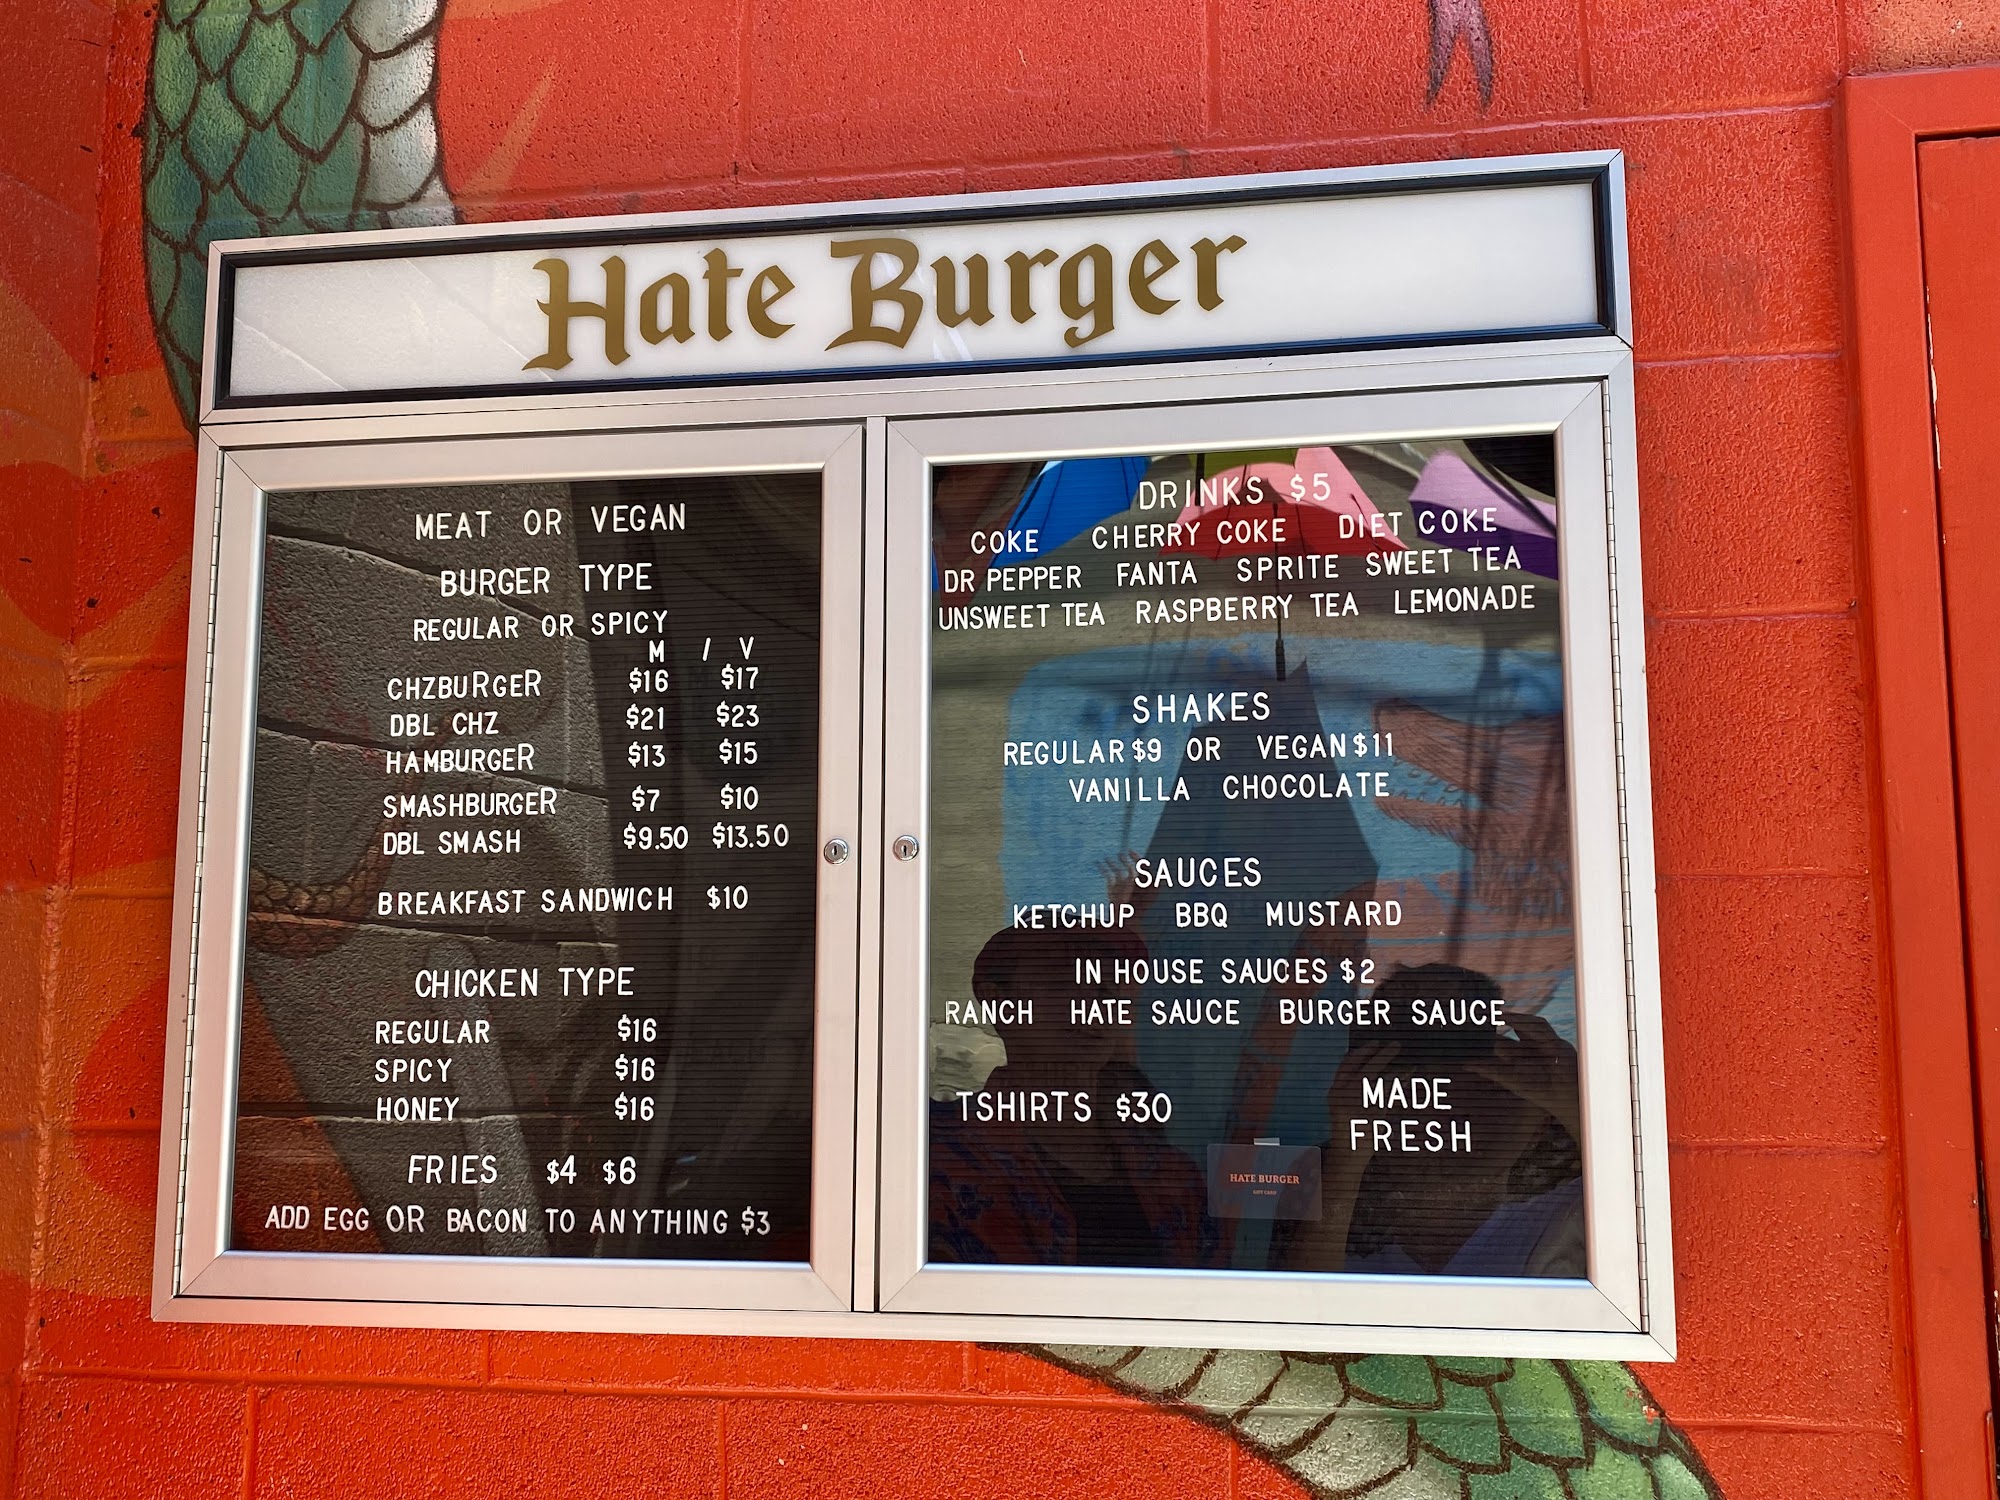 Hate Burger
MEAT OR VEGAN
BURGER TYPE
REGULAR OR SPICY
M / V
CHZBURGER $16 $17
DBL CHZ $21 $23
HAMBURGER $13 $15
SMASHBURGER $7 $10
DBL SMASH $9.50 $13.50
BREAKFAST SANDWICH $10
CHICKEN TYPE
REGULAR $16
SPICY $16
HONEY $16
FRIES $4 $6
ADD EGG OR BACON TO ANYTHING $3
DRINKS $5
COKE CHERRY COKE DIET COKE
DR PEPPER FANTA SPRITE SWEET TEA
UNSWEET TEA RASPBERRY TEA LEMONADE
SHAKES
REGULAR $9 OR VEGAN $11
VANILLA CHOCOLATE
SAUCES
KETCHUP BBQ MUSTARD
IN HOUSE SAUCES $2
RANCH HATE SAUCE BURGER SAUCE
TSHIRTS $30
MADE
FRESH
HATE BURGER
GIFT CARD